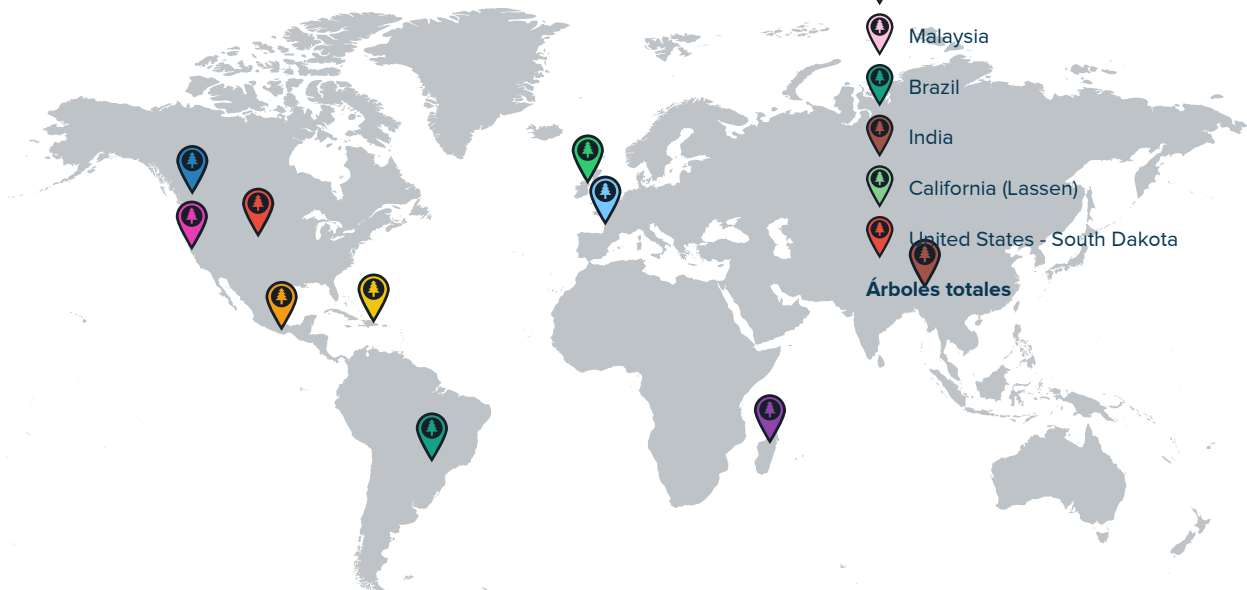 Malaysia
Brazil
India
California (Lassen)
United States - South Dakota
Árboles totales